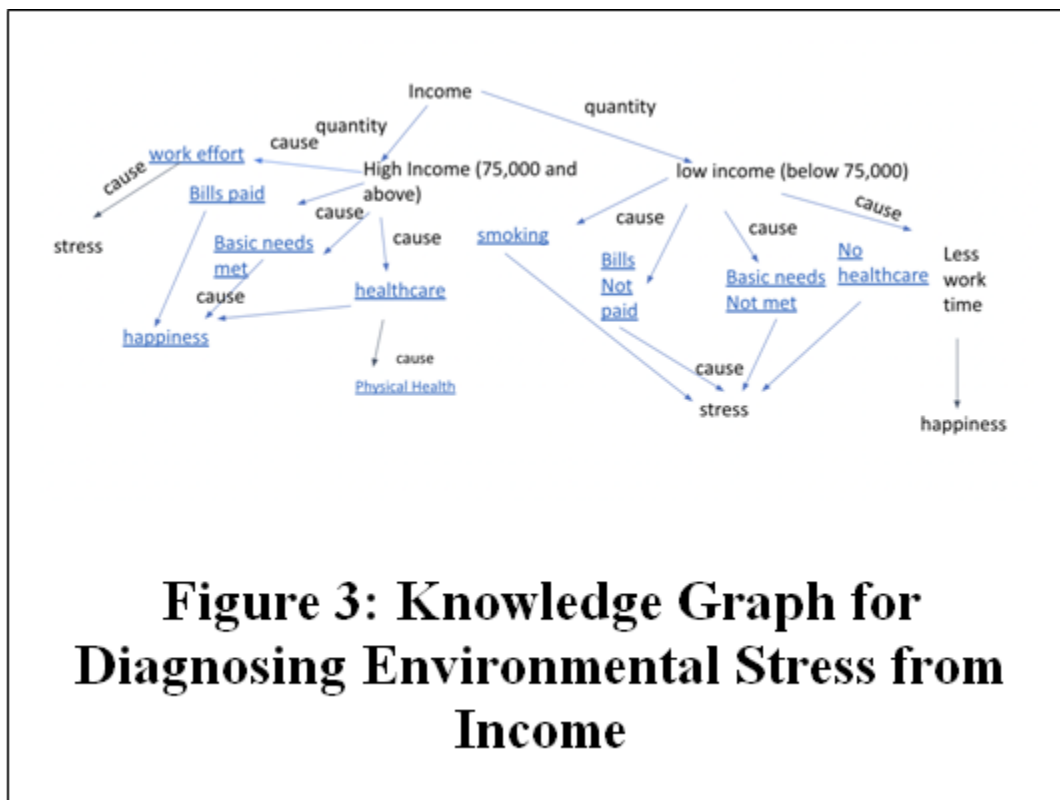 Income
quantity
quantity
cause
work effort
High Income (75,000 and
above)
low income (below 75,000)
cause
Bills paid
cause
cause
cause
cause
cause
stress
Basic needs
met
smoking
Bills
Not
paid
Basic needs
Not met
No
healthcare
Less
work
time
cause
healthcare
happiness
cause
Physical Health
cause
stress
happiness
Figure 3: Knowledge Graph for
Diagnosing Environmental Stress from
Income